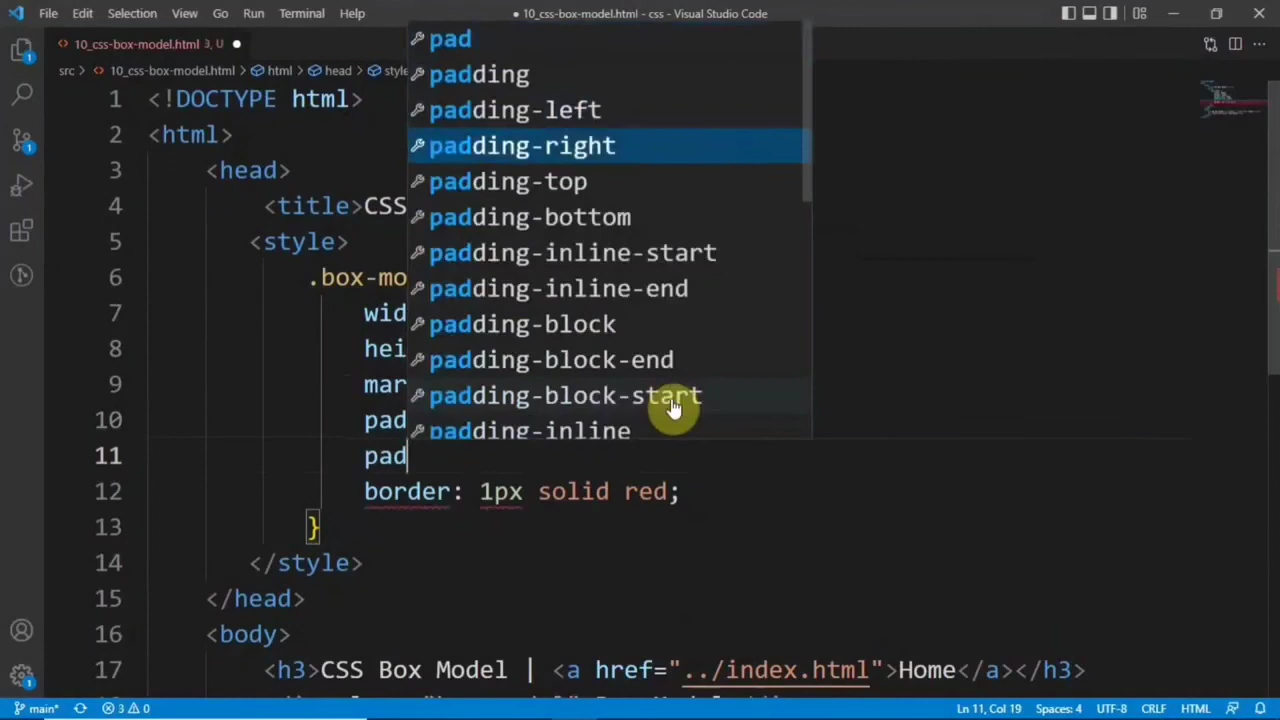 File Edit Selection View Go Run Terminal Help
● 10_css-box-model.html - css - Visual Studio Code
10_css-box-model.html 3, U ●
src > 10_css-box-model.html > html > head > style
1 <!DOCTYPE html>
2 <html>
3 <head>
4 <title>CSS
5 <style>
6 .box-mo
7 wid
8 hei
9 mar
10 pad
11 pad
12 border: 1px solid red;
13 }
14 </style>
15 </head>
16 <body>
17 <h3>CSS Box Model | <a href="../index.html">Home</a></h3>
pad
padding
padding-left
padding-right
padding-top
padding-bottom
padding-inline-start
padding-inline-end
padding-block
padding-block-end
padding-block-start
padding-inline
1
1
1
main* 3 0 Ln 11, Col 19 Spaces: 4 UTF-8 CRLF HTML